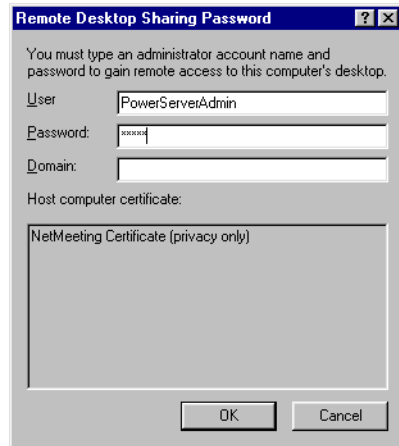 Remote Desktop Sharing Password
You must type an administrator account name and
password to gain remote access to this computer's desktop.
User
PowerServerAdmin
Password:
*****
Domain:
Host computer certificate:
NetMeeting Certificate (privacy only)
OK
Cancel